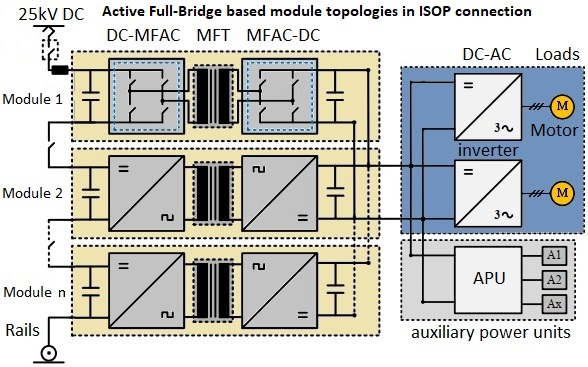 Active Full-Bridge based module topologies in ISOP connection
25kV DC
DC-MFAC MFT MFAC-DC
DC-AC Loads
Module 1
M
Motor
3~
inverter
Module 2
M
3~
Module n
APU
A1
A2
Ax
Rails
auxiliary power units